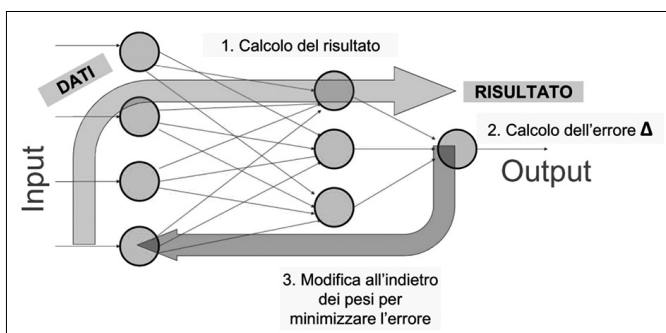 1. Calcolo del risultato
DATI
RISULTATO
2. Calcolo dell'errore Δ
Input
Output
3. Modifica all'indietro
dei pesi per
minimizzare l'errore